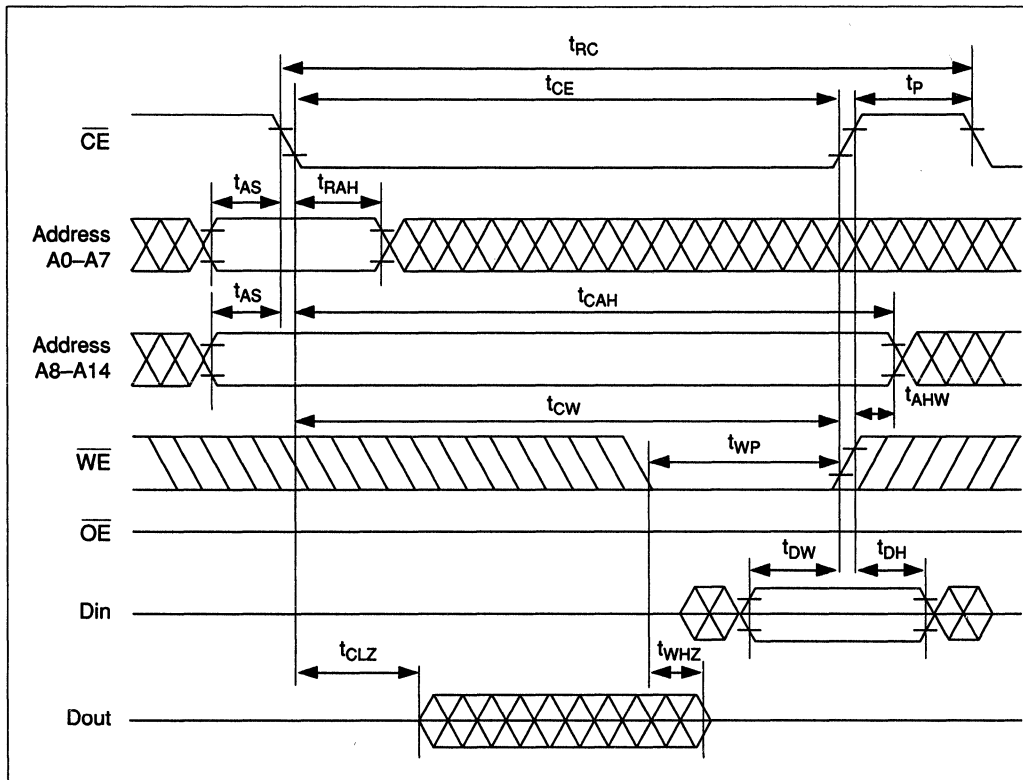 tRC
tCE
tP
CE
tAS
tRAH
Address
A0–A7
tAS
tCAH
Address
A8–A14
tAHW
tCW
WE
tWP
OE
tDW
tDH
Din
tCLZ
tWHZ
Dout